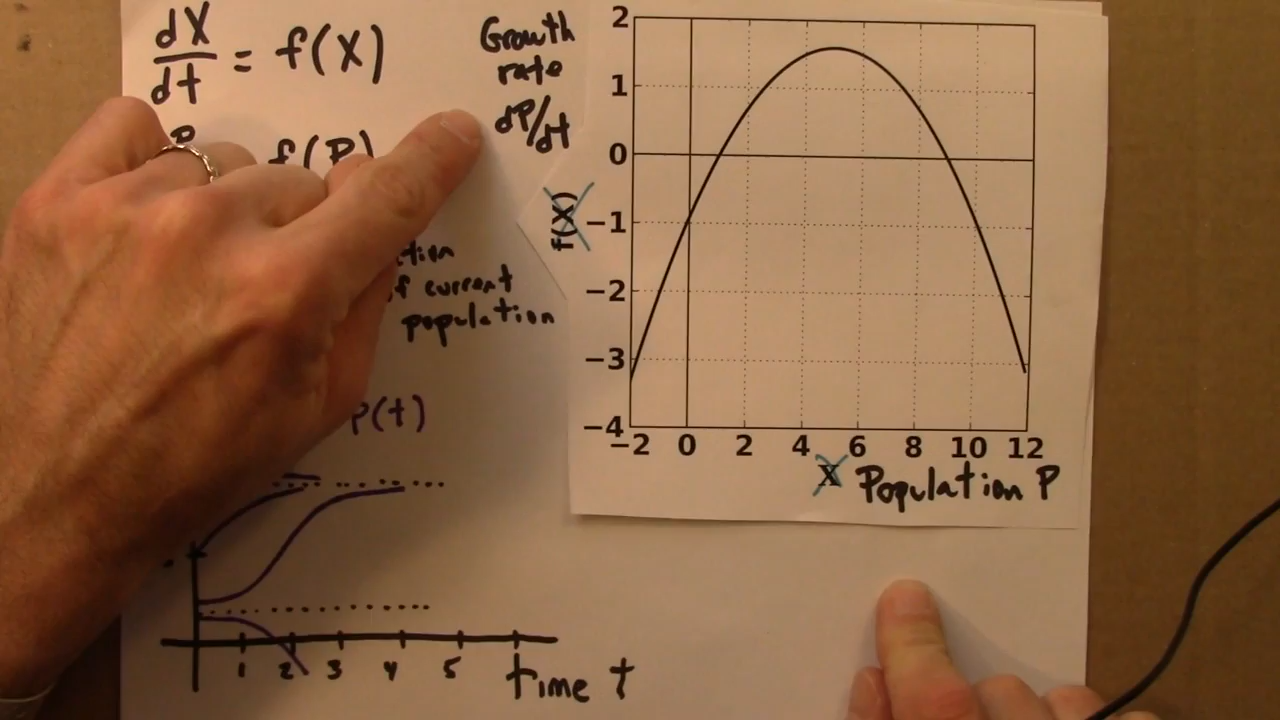 dX
dt = f(X)
f(P)
tion
f current
population
P(t)
1 2 3 4 5
time t
Growth
rate
dP/dt
f(X)
2
1
0
−1
−2
−3
−4
−2 0 2 4 6 8 10 12
X Population P